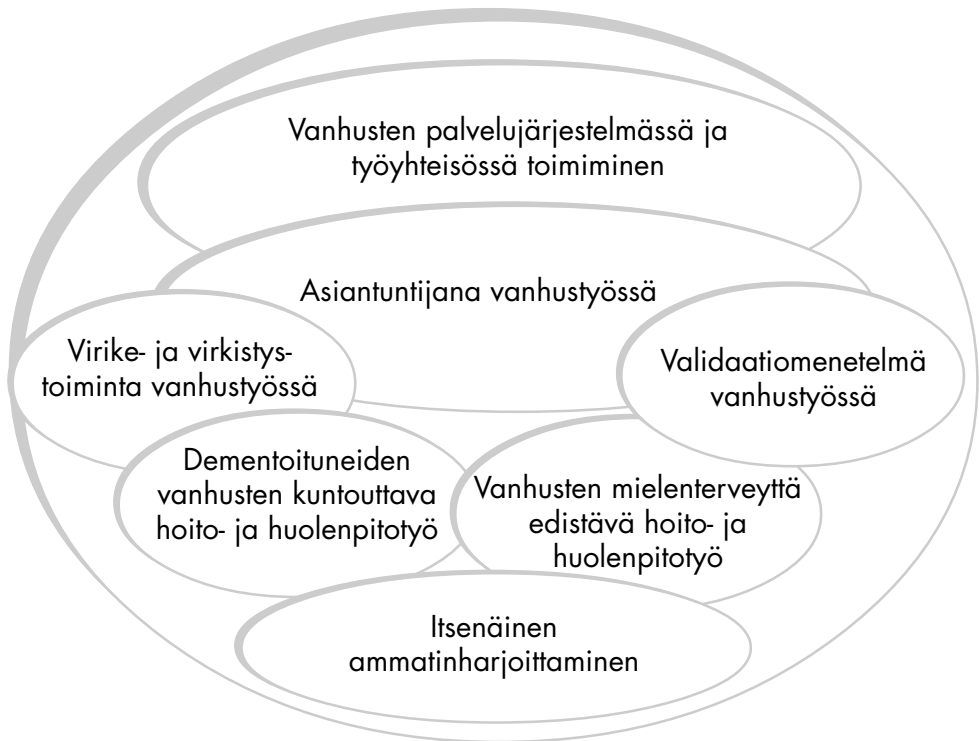 Vanhusten palvelujärjestelmässä ja
työyhteisössä toimiminen
Asiantuntijana vanhustyössä
Virike- ja virkistys-
toiminta vanhustyössä
Validaatiomenetelmä
vanhustyössä
Dementoituneiden
vanhusten kuntouttava
hoito- ja huolenpitotyö
Vanhusten mielenterveyttä
edistävä hoito- ja
huolenpitotyö
Itsenäinen
ammatinharjoittaminen